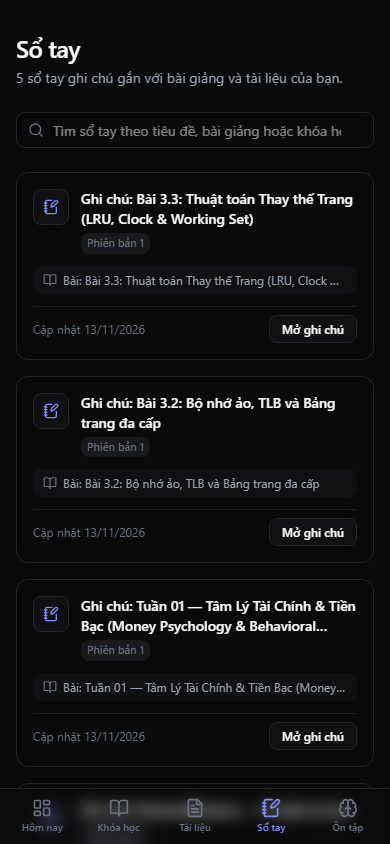 Sổ tay
5 sổ tay ghi chú gắn với bài giảng và tài liệu của bạn.
Tìm sổ tay theo tiêu đề, bài giảng hoặc khóa
Ghi chú: Bài 3.3: Thuật toán Thay thế Trang
(LRU, Clock & Working Set)
Phiên bản 1
Bài: Bài 3.3: Thuật toán Thay thế Trang (LRU, Clock ...
Cập nhật 13/11/2026
Mở ghi chú
Ghi chú: Bài 3.2: Bộ nhớ ảo, TLB và Bảng
trang đa cấp
Phiên bản 1
Bài: Bài 3.2: Bộ nhớ ảo, TLB và Bảng trang đa cấp
Cập nhật 13/11/2026
Mở ghi chú
Ghi chú: Tuần 01 — Tâm Lý Tài Chính & Tiền
Bạc (Money Psychology & Behavioral...
Phiên bản 1
Bài: Tuần 01 — Tâm Lý Tài Chính & Tiền Bạc (Money...
Cập nhật 13/11/2026
Mở ghi chú
Hôm nay
Khóa học
Tài liệu
Sổ tay
Ôn tập